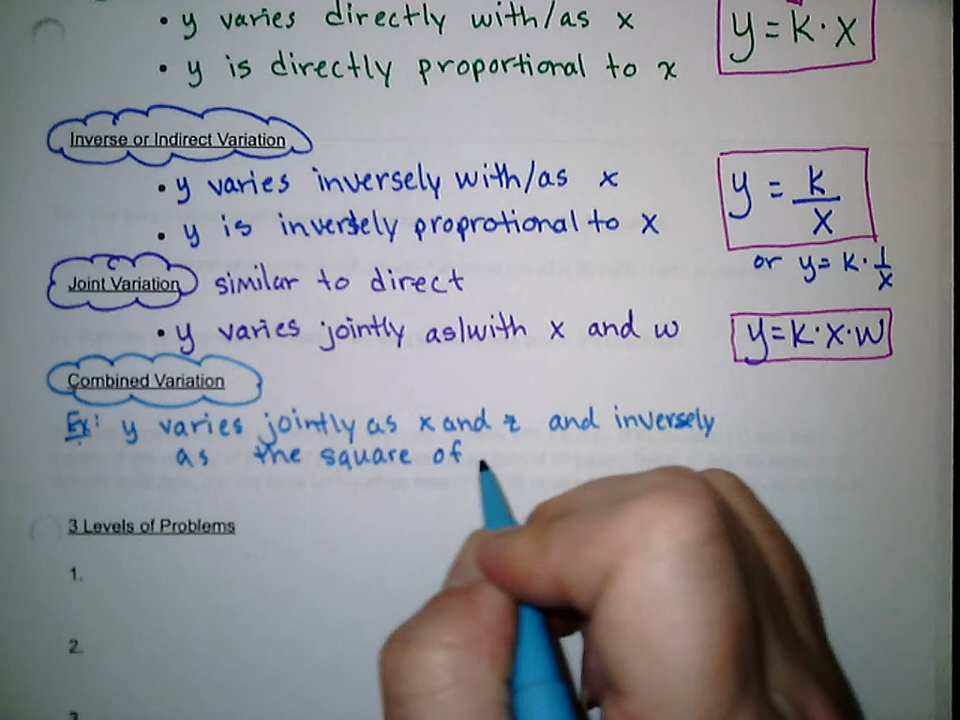 • y varies directly with/as x
y = k · x
• y is directly proportional to x
Inverse or Indirect Variation
• y varies inversely with/as x
y = k/x
• y is inversely proprotional to x
or y = k · 1/x
Joint Variation similar to direct
• y varies jointly as/with x and w
y = k · x · w
Combined Variation
Ex: y varies jointly as x and z and inversely
as the square of
3 Levels of Problems
1.
2.
3